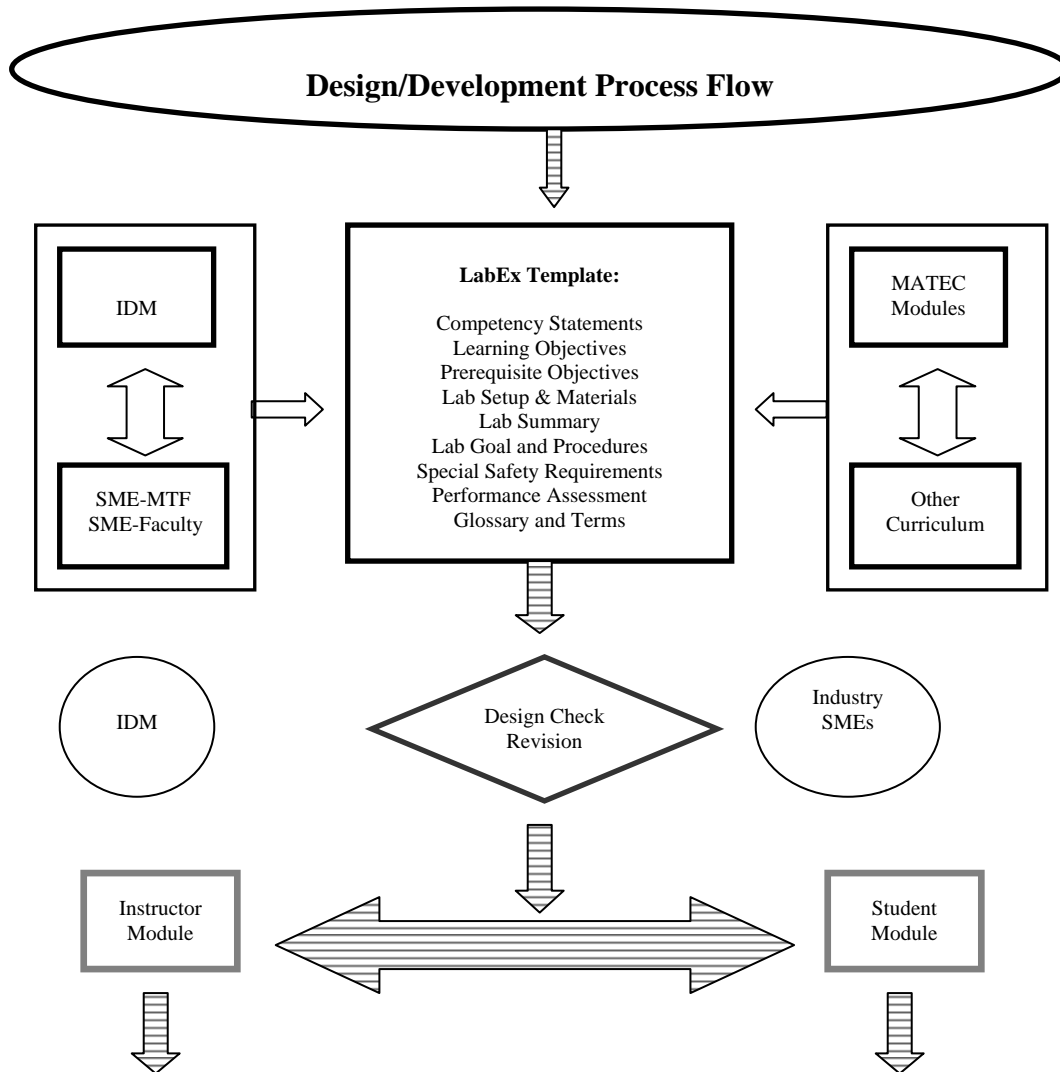 Design/Development Process Flow
IDM
SME-MTF
SME-Faculty
LabEx Template:
Competency Statements
Learning Objectives
Prerequisite Objectives
Lab Setup & Materials
Lab Summary
Lab Goal and Procedures
Special Safety Requirements
Performance Assessment
Glossary and Terms
MATEC
Modules
Other
Curriculum
IDM
Design Check
Revision
Industry
SMEs
Instructor
Module
Student
Module